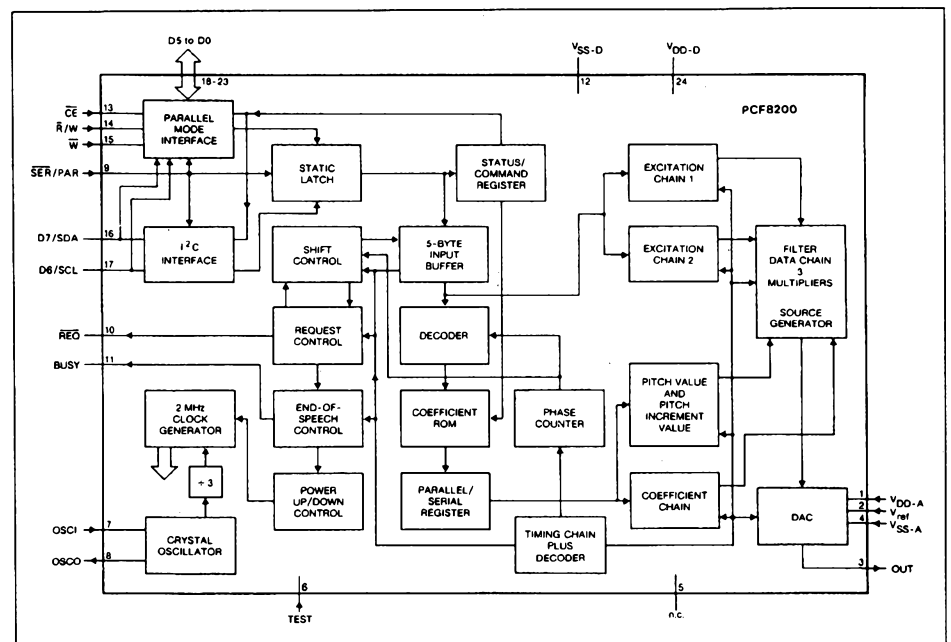 D5 to D0
18-23
VSS-D
12
VDD-D
24
PCF8200
C̅E̅
13
R̅/W
14
W̅
15
S̅E̅R̅/PAR
9
D7/SDA
16
D6/SCL
17
R̅E̅Q̅
10
BUSY
11
OSCI
7
OSCO
8
PARALLEL
MODE
INTERFACE
STATIC
LATCH
STATUS/
COMMAND
REGISTER
EXCITATION
CHAIN 1
I²C
INTERFACE
SHIFT
CONTROL
5-BYTE
INPUT
BUFFER
EXCITATION
CHAIN 2
FILTER
DATA CHAIN
3
MULTIPLIERS
SOURCE
GENERATOR
REQUEST
CONTROL
DECODER
2 MHz
CLOCK
GENERATOR
END-OF-
SPEECH
CONTROL
COEFFICIENT
ROM
PHASE
COUNTER
PITCH VALUE
AND
PITCH
INCREMENT
VALUE
÷ 3
POWER
UP/DOWN
CONTROL
PARALLEL/
SERIAL
REGISTER
COEFFICIENT
CHAIN
CRYSTAL
OSCILLATOR
TIMING CHAIN
PLUS
DECODER
DAC
1
VDD-A
2
Vref
4
VSS-A
3
OUT
6
TEST
5
n.c.